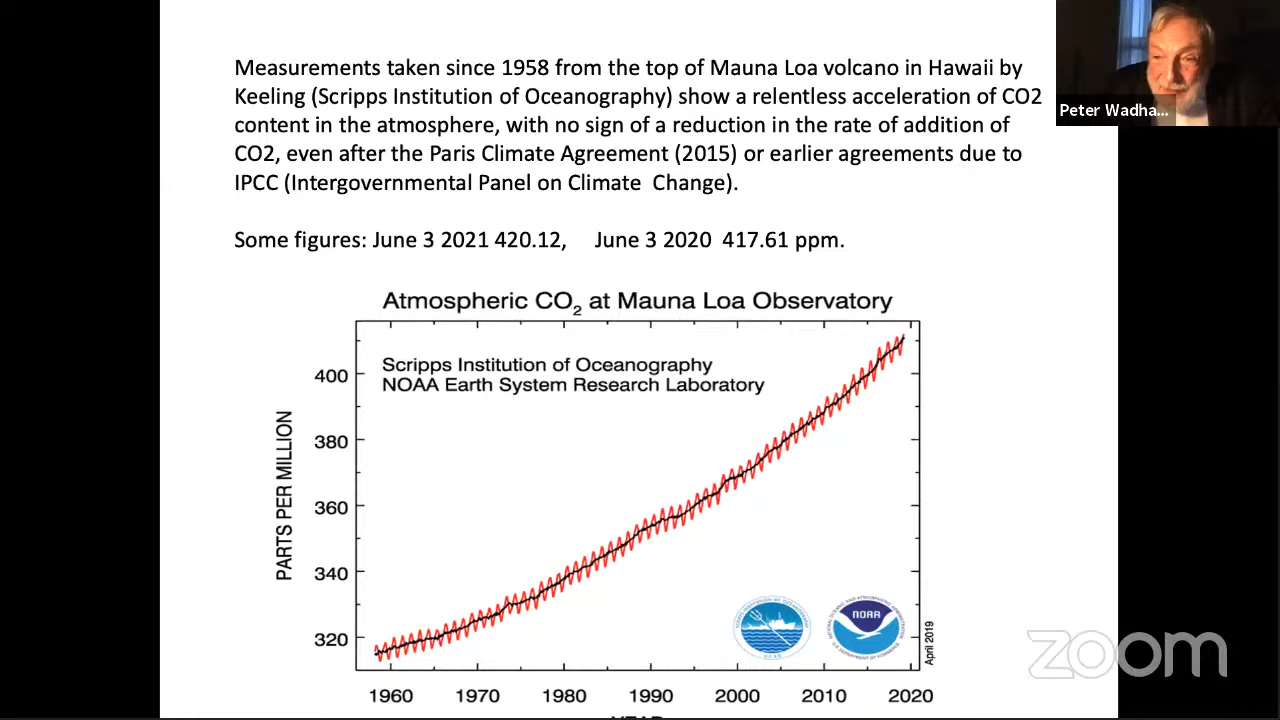 Measurements taken since 1958 from the top of Mauna Loa volcano in Hawaii by
Keeling (Scripps Institution of Oceanography) show a relentless acceleration of CO2
content in the atmosphere, with no sign of a reduction in the rate of addition of
CO2, even after the Paris Climate Agreement (2015) or earlier agreements due to
IPCC (Intergovernmental Panel on Climate  Change).
Some figures: June 3 2021 420.12,     June 3 2020  417.61 ppm.
Peter Wadha...
Atmospheric CO₂ at Mauna Loa Observatory
Scripps Institution of Oceanography
NOAA Earth System Research Laboratory
PARTS PER MILLION
400
380
360
340
320
1960
1970
1980
1990
2000
2010
2020
NOAA
April 2019
zoom